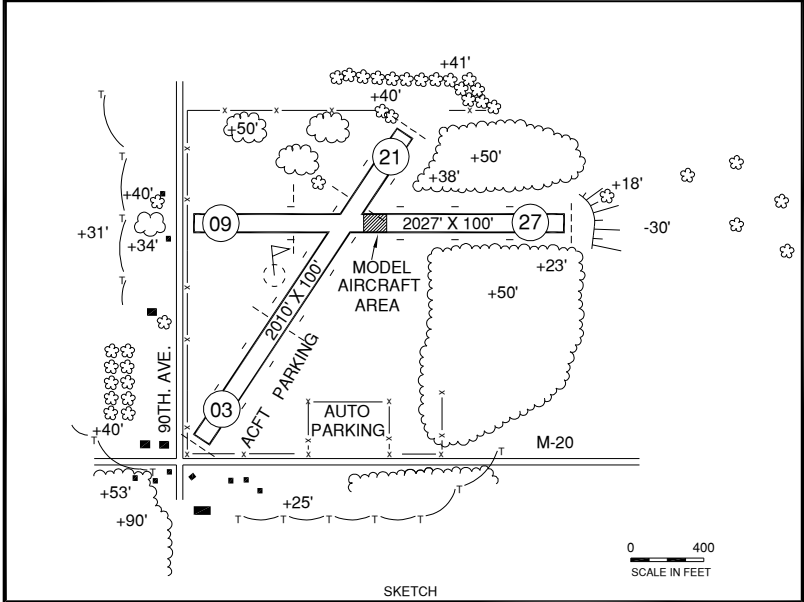 +41'
T
+40'
+50'
21
+50'
+38'
T
+18'
+40'
09
2027' X 100'
27
T
+31'
+34'
-30'
MODEL
AIRCRAFT
AREA
+23'
T
+50'
2010' X 100'
90TH. AVE.
ACFT PARKING
03
AUTO
PARKING
+40'
T
M-20
T
T
+53'
T
+25'
+90'
T T T T T
0 400
SCALE IN FEET
SKETCH